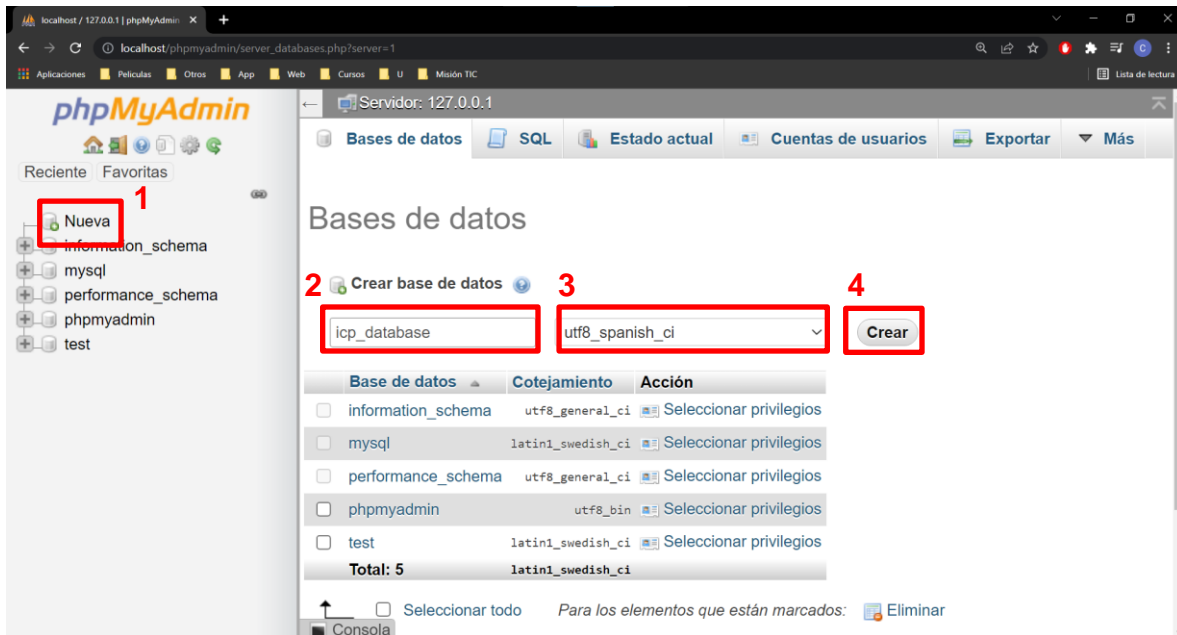 localhost / 127.0.0.1 | phpMyAdmin
localhost/phpmyadmin/server_databases.php?server=1
Aplicaciones Peliculas Otros App Web Cursos U Misión TIC Lista de lectura
phpMyAdmin
Reciente Favoritas
1
Nueva
information_schema
mysql
performance_schema
phpmyadmin
test
Servidor: 127.0.0.1
Bases de datos SQL Estado actual Cuentas de usuarios Exportar Más
Bases de datos
2 Crear base de datos 3 4
icp_database utf8_spanish_ci Crear
Base de datos Cotejamiento Acción
information_schema utf8_general_ci Seleccionar privilegios
mysql latin1_swedish_ci Seleccionar privilegios
performance_schema utf8_general_ci Seleccionar privilegios
phpmyadmin utf8_bin Seleccionar privilegios
test latin1_swedish_ci Seleccionar privilegios
Total: 5 latin1_swedish_ci
Seleccionar todo Para los elementos que están marcados: Eliminar
Consola